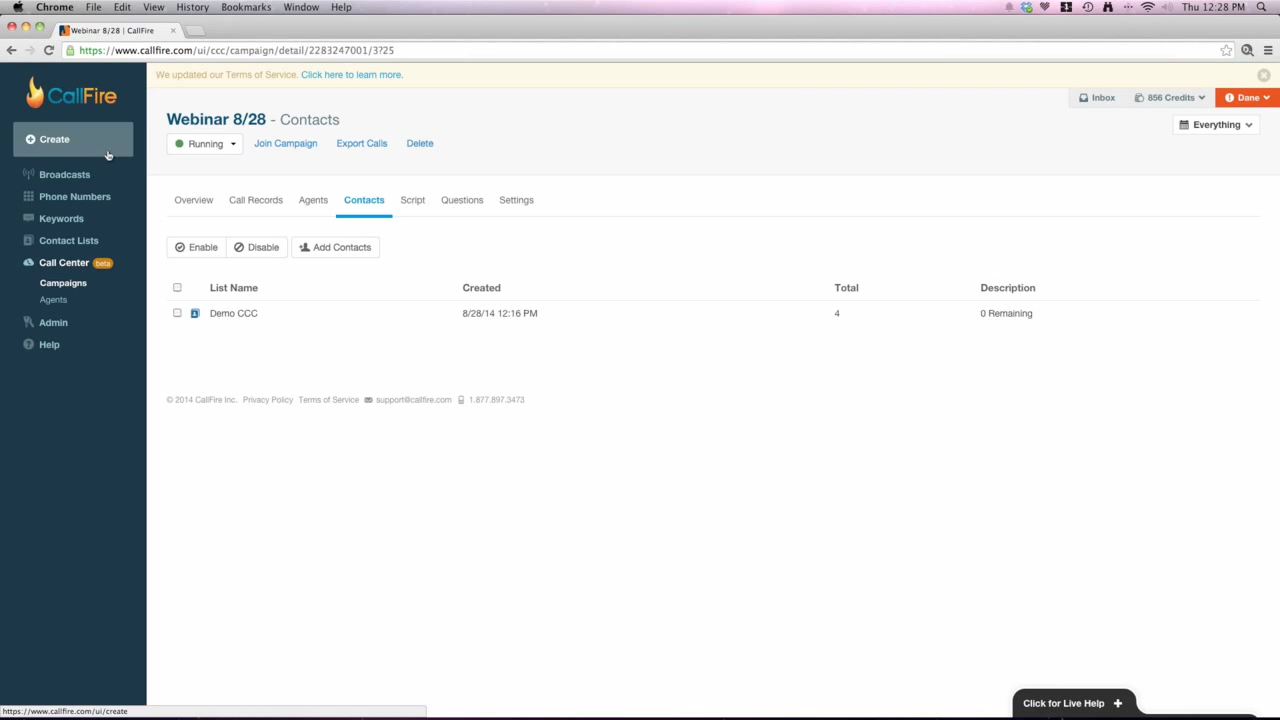 Chrome File Edit View History Bookmarks Window Help
1 Thu 12:28 PM
Webinar 8/28 | CallFire
https://www.callfire.com/ui/ccc/campaign/detail/2283247001/3?25
We updated our Terms of Service. Click here to learn more.
CallFire
Inbox 856 Credits Dane
Create
Webinar 8/28 - Contacts
Everything
Running Join Campaign Export Calls Delete
Broadcasts
Phone Numbers
Keywords
Contact Lists
Call Center beta
Campaigns
Agents
Admin
Help
Overview Call Records Agents Contacts Script Questions Settings
Enable Disable Add Contacts
List Name Created Total Description
Demo CCC 8/28/14 12:16 PM 4 0 Remaining
© 2014 CallFire Inc. Privacy Policy Terms of Service support@callfire.com 1.877.897.3473
Click for Live Help +
https://www.callfire.com/ui/create